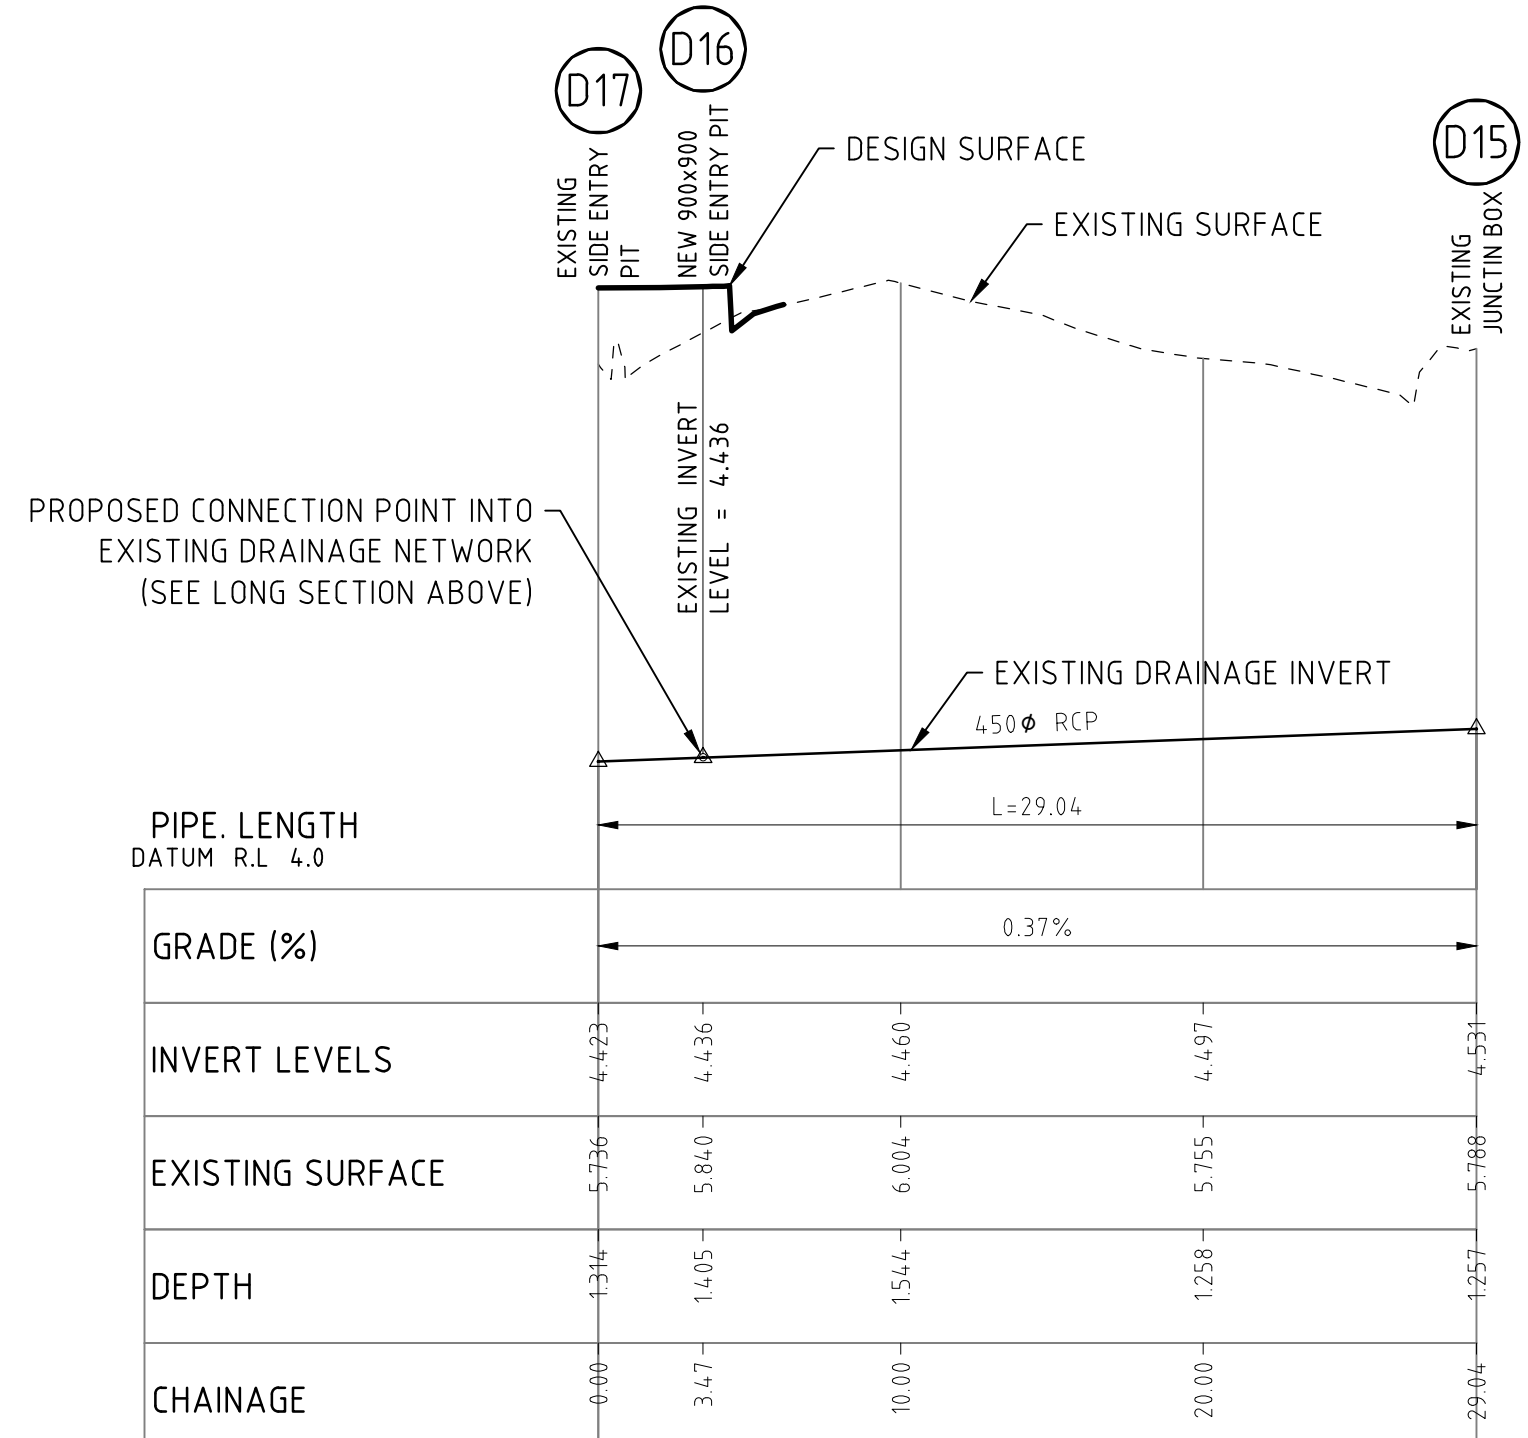 D17
D16
D15
EXISTING
SIDE ENTRY
PIT
NEW 900x900
SIDE ENTRY PIT
DESIGN SURFACE
EXISTING SURFACE
EXISTING
JUNCTIN BOX
EXISTING INVERT
LEVEL = 4.436
PROPOSED CONNECTION POINT INTO
EXISTING DRAINAGE NETWORK
(SEE LONG SECTION ABOVE)
EXISTING DRAINAGE INVERT
450ϕ RCP
L=29.04
PIPE. LENGTH
DATUM R.L 4.0
GRADE (%)
0.37%
INVERT LEVELS
4.423
4.436
4.460
4.497
4.531
EXISTING SURFACE
5.736
5.840
6.004
5.755
5.788
DEPTH
1.314
1.405
1.544
1.258
1.257
CHAINAGE
0.00
3.47
10.00
20.00
29.04